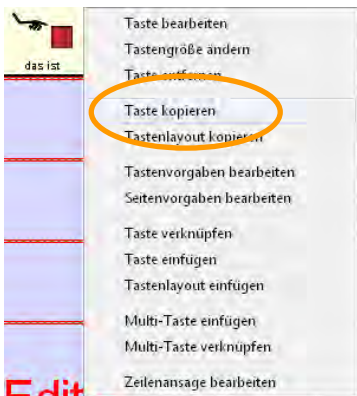 das ist
Taste bearbeiten
Tastengröße ändern
Taste entfernen
Taste kopieren
Tastenlayout kopieren
Tastenvorgaben bearbeiten
Seitenvorgaben bearbeiten
Taste verknüpfen
Taste einfügen
Tastenlayout einfügen
Multi-Taste einfügen
Multi-Taste verknüpfen
Zeilenansage bearbeiten
Edit